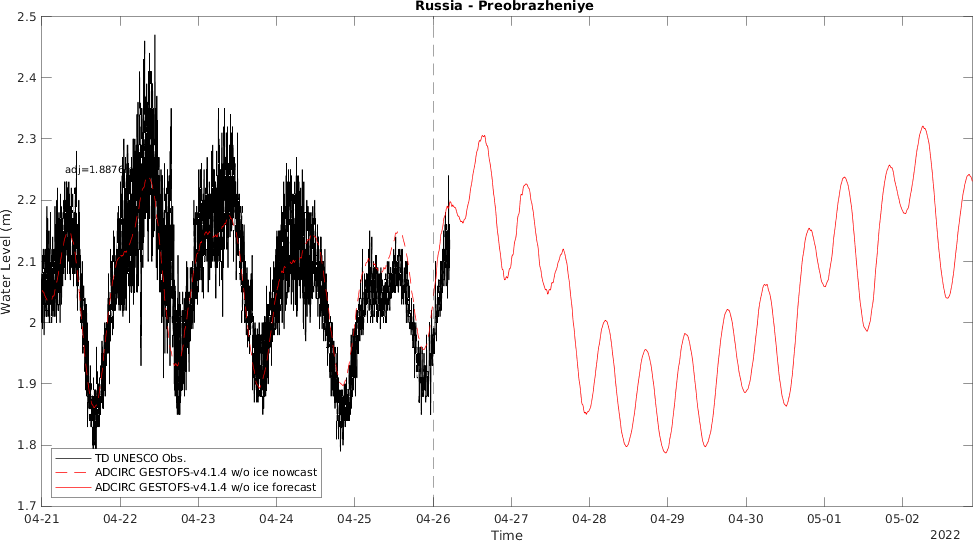 Russia - Preobrazheniye
2.5
2.4
2.3
2.2
2.1
2
1.9
1.8
1.7
Water Level (m)
adj=1.8876
TD UNESCO Obs.
ADCIRC GESTOFS-v4.1.4 w/o ice nowcast
ADCIRC GESTOFS-v4.1.4 w/o ice forecast
04-21 04-22 04-23 04-24 04-25 04-26 04-27 04-28 04-29 04-30 05-01 05-02
Time
2022